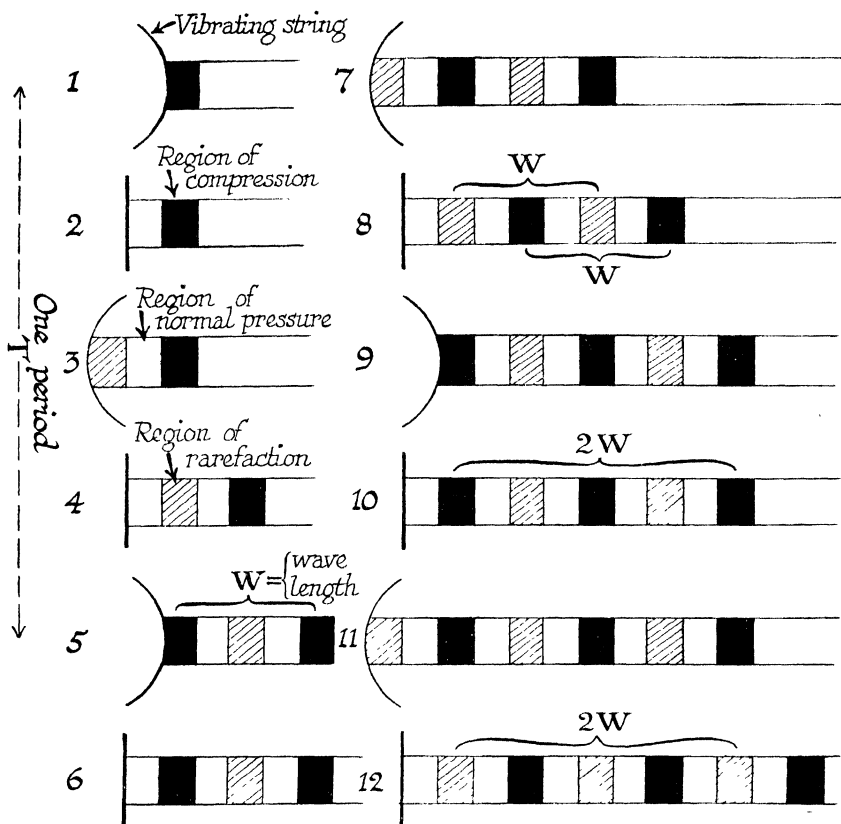 Vibrating string
1
7
Region of
compression
W
2
8
W
Region of
normal pressure
3
9
One period
T
Region of
rarefaction
2W
4
10
W = { wave
length
5
11
2W
6
12